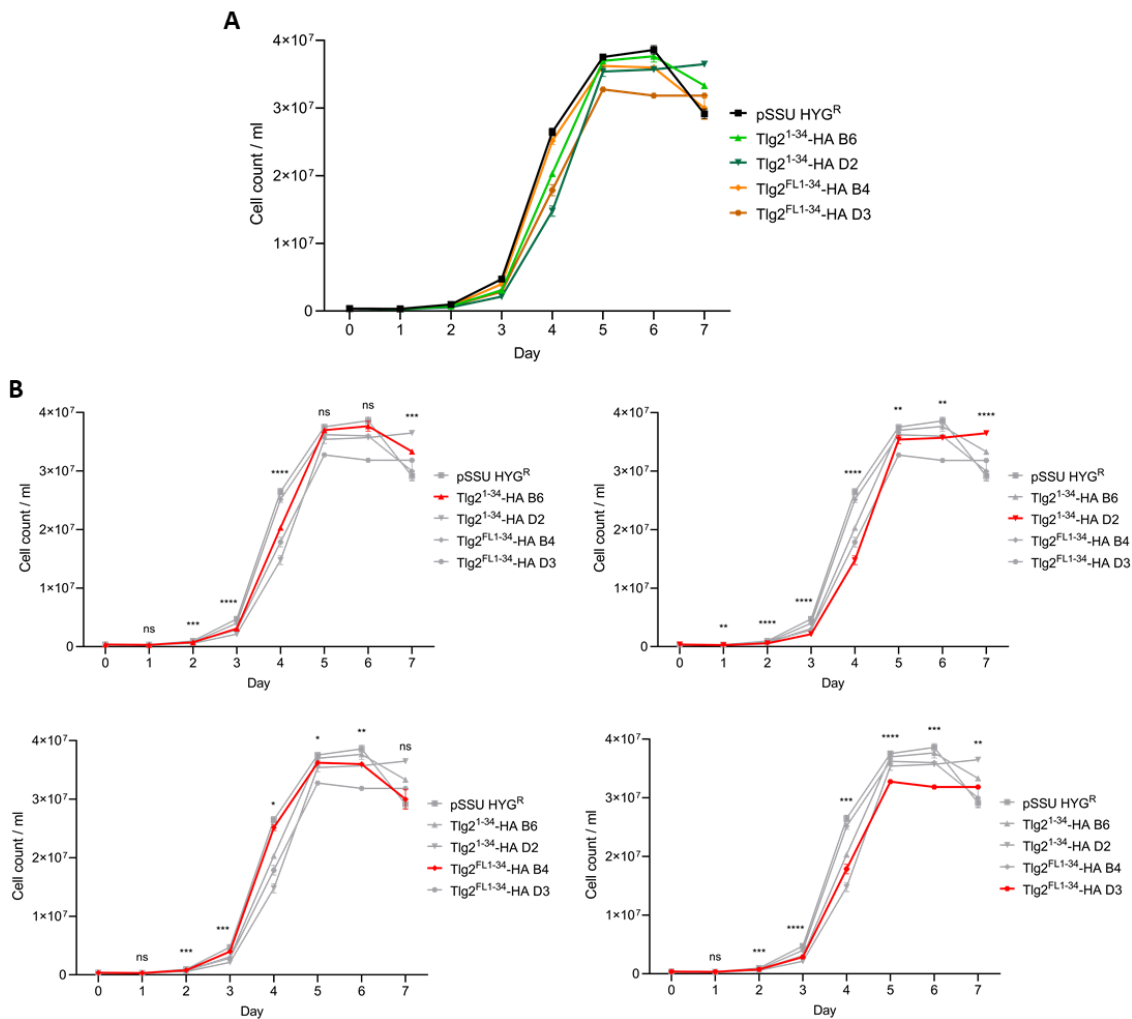 A
4×10⁷
3×10⁷
2×10⁷
1×10⁷
0
Cell count / ml
0 1 2 3 4 5 6 7
Day
pSSU HYGᴿ
Tlg2¹⁻³⁴-HA B6
Tlg2¹⁻³⁴-HA D2
Tlg2ᶠᴸ¹⁻³⁴-HA B4
Tlg2ᶠᴸ¹⁻³⁴-HA D3
B
4×10⁷
3×10⁷
2×10⁷
1×10⁷
0
Cell count / ml
ns *** **** **** ns ns ***
0 1 2 3 4 5 6 7
Day
pSSU HYGᴿ
Tlg2¹⁻³⁴-HA B6
Tlg2¹⁻³⁴-HA D2
Tlg2ᶠᴸ¹⁻³⁴-HA B4
Tlg2ᶠᴸ¹⁻³⁴-HA D3
4×10⁷
3×10⁷
2×10⁷
1×10⁷
0
Cell count / ml
** **** **** **** ** ** ****
0 1 2 3 4 5 6 7
Day
pSSU HYGᴿ
Tlg2¹⁻³⁴-HA B6
Tlg2¹⁻³⁴-HA D2
Tlg2ᶠᴸ¹⁻³⁴-HA B4
Tlg2ᶠᴸ¹⁻³⁴-HA D3
4×10⁷
3×10⁷
2×10⁷
1×10⁷
0
Cell count / ml
ns *** *** * * ** ns
0 1 2 3 4 5 6 7
Day
pSSU HYGᴿ
Tlg2¹⁻³⁴-HA B6
Tlg2¹⁻³⁴-HA D2
Tlg2ᶠᴸ¹⁻³⁴-HA B4
Tlg2ᶠᴸ¹⁻³⁴-HA D3
4×10⁷
3×10⁷
2×10⁷
1×10⁷
0
Cell count / ml
ns *** **** *** **** *** **
0 1 2 3 4 5 6 7
Day
pSSU HYGᴿ
Tlg2¹⁻³⁴-HA B6
Tlg2¹⁻³⁴-HA D2
Tlg2ᶠᴸ¹⁻³⁴-HA B4
Tlg2ᶠᴸ¹⁻³⁴-HA D3